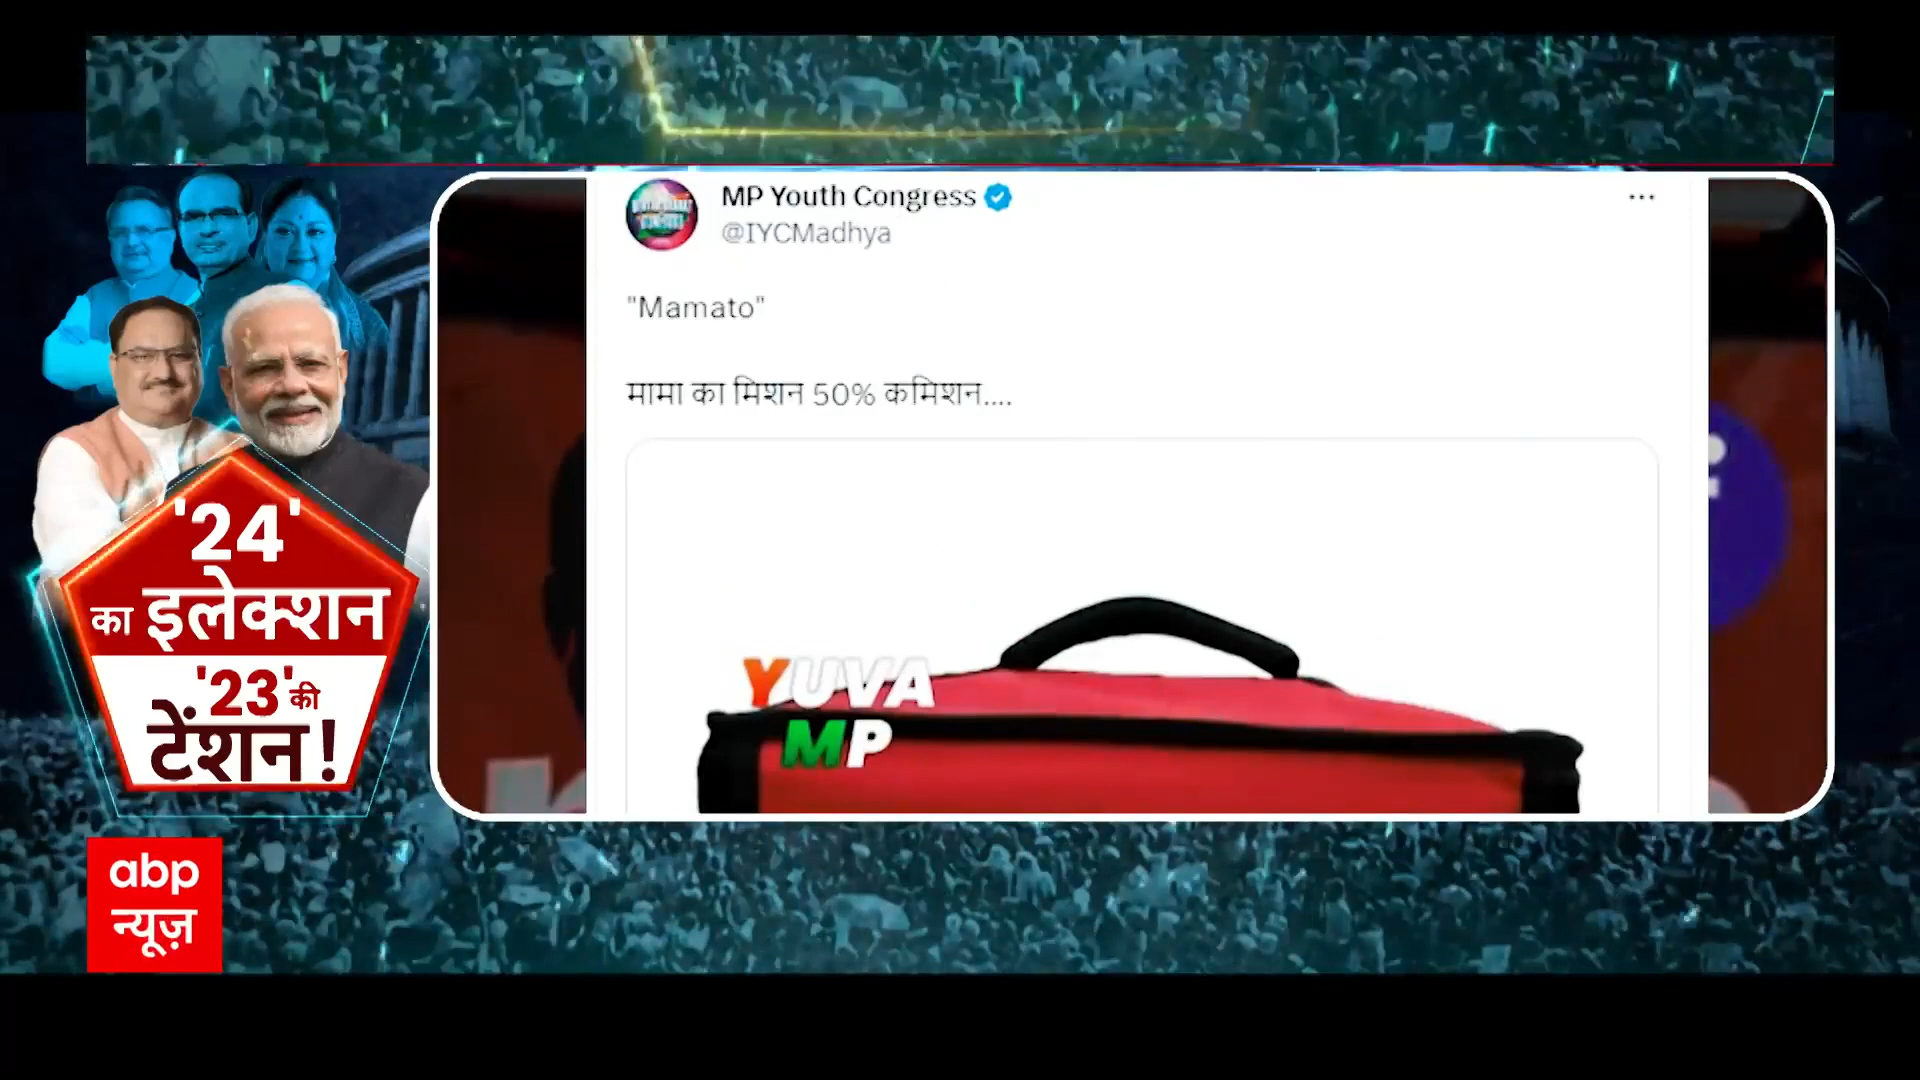 MP Youth Congress
@IYCMadhya
"Mamato"
मामा का मिशन 50% कमिशन....
YUVA
MP
'24'
का इलेक्शन
'23' की
टेंशन!
abp
न्यूज़